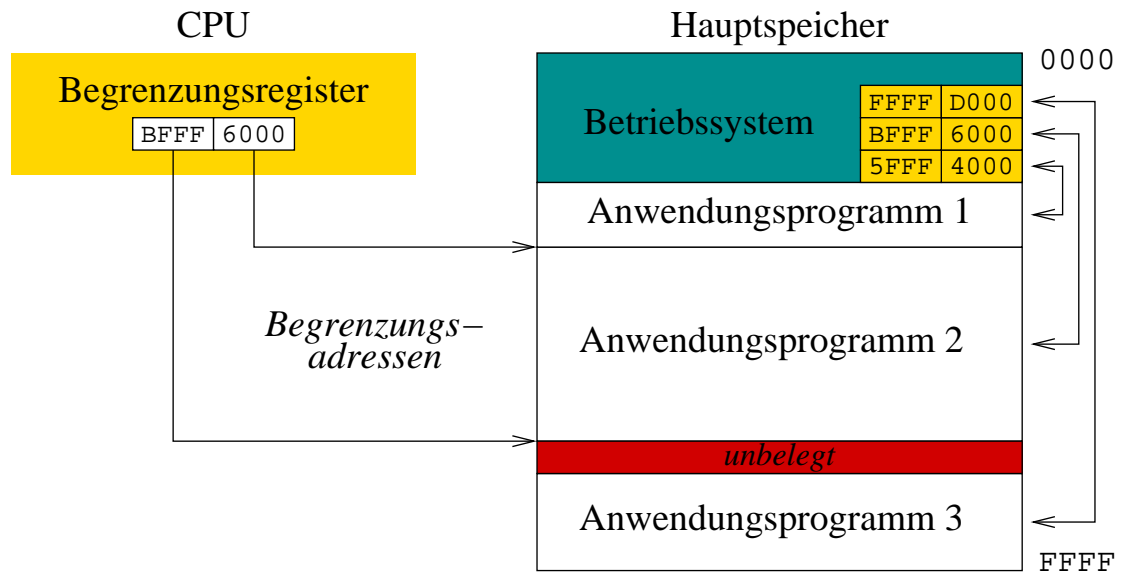 CPU
Hauptspeicher
0000
Begrenzungsregister
BFFF 6000
Betriebssystem
FFFF D000
BFFF 6000
5FFF 4000
Anwendungsprogramm 1
Begrenzungs−
adressen
Anwendungsprogramm 2
unbelegt
Anwendungsprogramm 3
FFFF